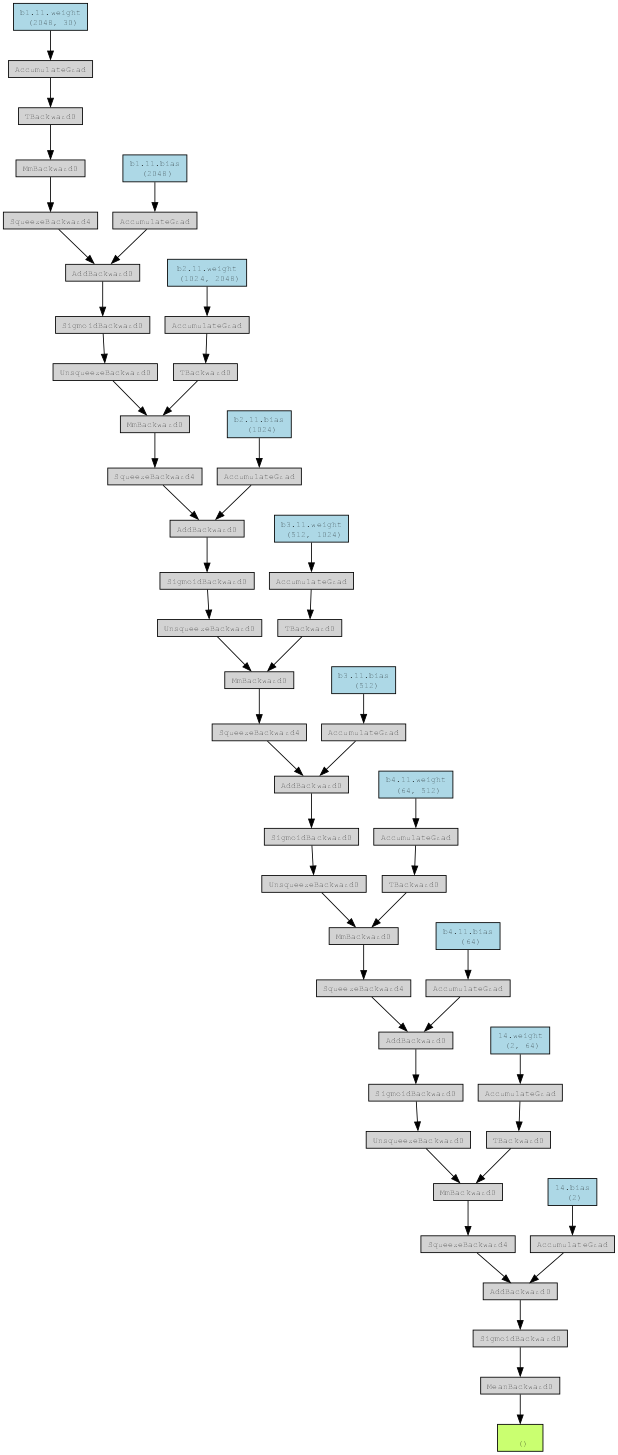 b1.l1.weight
(2048, 30)
AccumulateGrad
TBackward0
MmBackward0
b1.l1.bias
(2048)
SqueezeBackward4
AccumulateGrad
AddBackward0
b2.l1.weight
(1024, 2048)
SigmoidBackward0
AccumulateGrad
UnsqueezeBackward0
TBackward0
MmBackward0
b2.l1.bias
(1024)
SqueezeBackward4
AccumulateGrad
AddBackward0
b3.l1.weight
(512, 1024)
SigmoidBackward0
AccumulateGrad
UnsqueezeBackward0
TBackward0
MmBackward0
b3.l1.bias
(512)
SqueezeBackward4
AccumulateGrad
AddBackward0
b4.l1.weight
(64, 512)
SigmoidBackward0
AccumulateGrad
UnsqueezeBackward0
TBackward0
MmBackward0
b4.l1.bias
(64)
SqueezeBackward4
AccumulateGrad
AddBackward0
l4.weight
(2, 64)
SigmoidBackward0
AccumulateGrad
UnsqueezeBackward0
TBackward0
MmBackward0
l4.bias
(2)
SqueezeBackward4
AccumulateGrad
AddBackward0
SigmoidBackward0
MeanBackward0
()